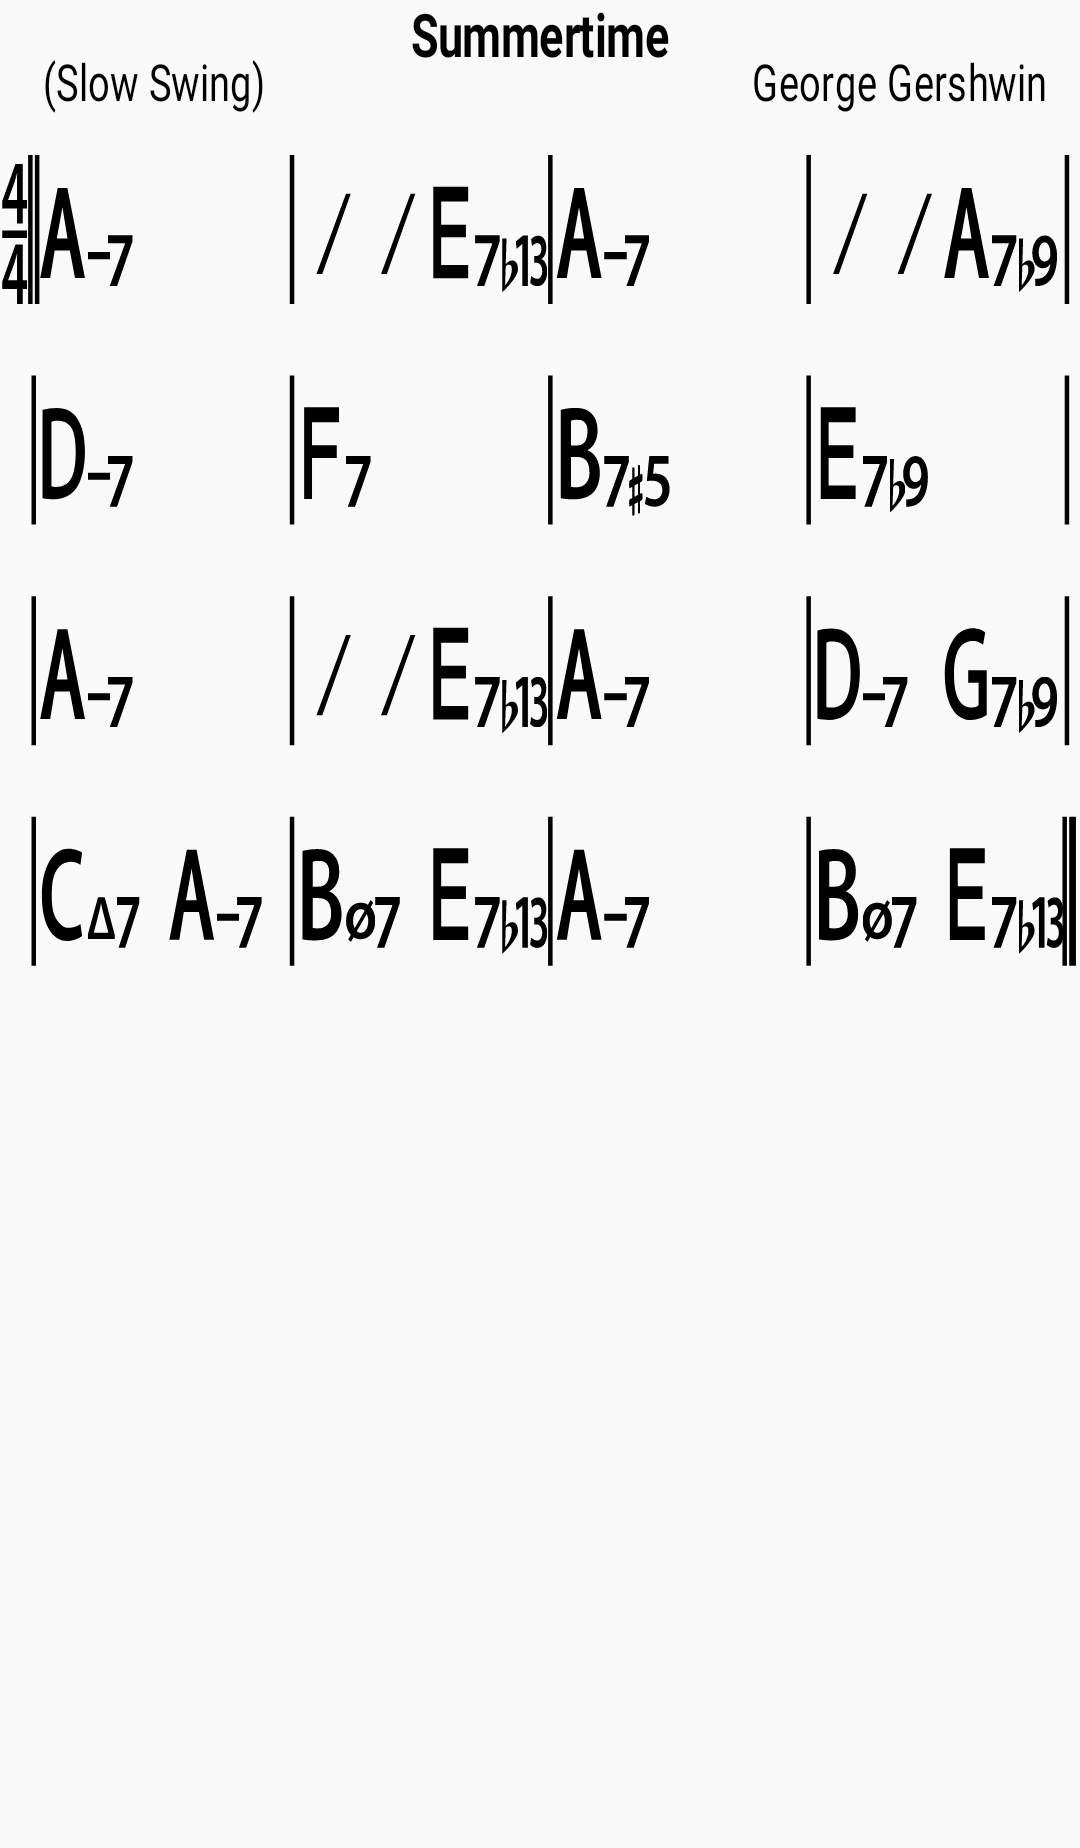 Summertime
(Slow Swing) George Gershwin
4/4 A–7 | / / E7♭13 | A–7 | / / A7♭9 |
| D–7 | F7 | B7♯5 | E7♭9 |
| A–7 | / / E7♭13 | A–7 | D–7 G7♭9 |
| CΔ7 A–7 | Bø7 E7♭13 | A–7 | Bø7 E7♭13 ||